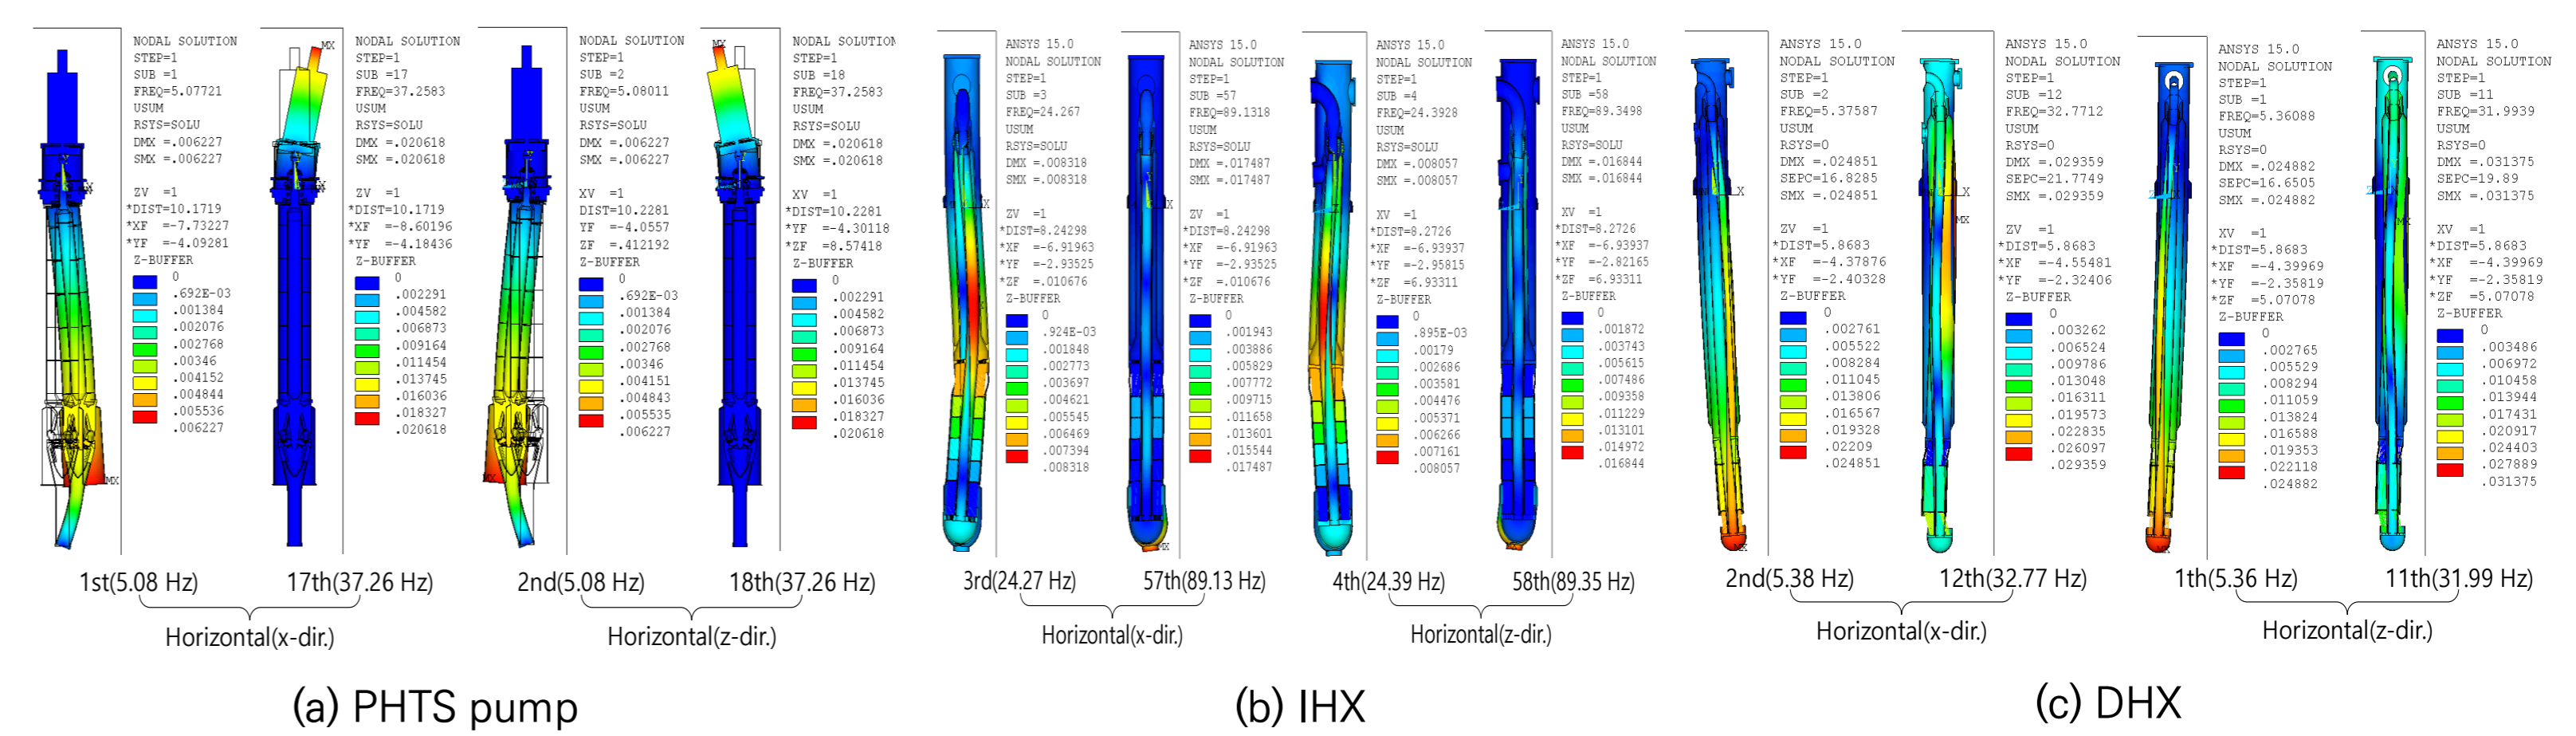 NODAL SOLUTION
STEP=1
SUB =1
FREQ=5.07721
USUM
RSYS=SOLU
DMX =.006227
SMX =.006227
ZV =1
*DIST=10.1719
*XF =-7.73227
*YF =-4.09281
Z-BUFFER
0
.692E-03
.001384
.002076
.002768
.00346
.004152
.004844
.005536
.006227
MX
1st(5.08 Hz)
MX
NODAL SOLUTION
STEP=1
SUB =17
FREQ=37.2583
USUM
RSYS=SOLU
DMX =.020618
SMX =.020618
ZV =1
*DIST=10.1719
*XF =-8.60196
*YF =-4.18436
Z-BUFFER
0
.002291
.004582
.006873
.009164
.011454
.013745
.016036
.018327
.020618
17th(37.26 Hz)
Horizontal(x-dir.)
NODAL SOLUTION
STEP=1
SUB =2
FREQ=5.08011
USUM
RSYS=SOLU
DMX =.006227
SMX =.006227
XV =1
DIST=10.2281
YF =-4.0557
ZF =.412192
Z-BUFFER
0
.692E-03
.001384
.002076
.002768
.00346
.004151
.004843
.005535
.006227
MX
2nd(5.08 Hz)
MX
NODAL SOLUTION
STEP=1
SUB =18
FREQ=37.2583
USUM
RSYS=SOLU
DMX =.020618
SMX =.020618
XV =1
*DIST=10.2281
*YF =-4.30118
*ZF =8.57418
Z-BUFFER
0
.002291
.004582
.006873
.009164
.011454
.013745
.016036
.018327
.020618
18th(37.26 Hz)
Horizontal(z-dir.)
(a) PHTS pump
ANSYS 15.0
NODAL SOLUTION
STEP=1
SUB =3
FREQ=24.267
USUM
RSYS=SOLU
DMX =.008318
SMX =.008318
ZV =1
*DIST=8.24298
*XF =-6.91963
*YF =-2.93525
*ZF =.010676
Z-BUFFER
0
.924E-03
.001848
.002773
.003697
.004621
.005545
.006469
.007394
.008318
3rd(24.27 Hz)
ANSYS 15.0
NODAL SOLUTION
STEP=1
SUB =57
FREQ=89.1318
USUM
RSYS=SOLU
DMX =.017487
SMX =.017487
ZV =1
*DIST=8.24298
*XF =-6.91963
*YF =-2.93525
*ZF =.010676
Z-BUFFER
0
.001943
.003886
.005829
.007772
.009715
.011658
.013601
.015544
.017487
MX
57th(89.13 Hz)
Horizontal(x-dir.)
ANSYS 15.0
NODAL SOLUTION
STEP=1
SUB =4
FREQ=24.3928
USUM
RSYS=SOLU
DMX =.008057
SMX =.008057
XV =1
*DIST=8.2726
*XF =-6.93937
*YF =-2.95815
*ZF =6.93311
Z-BUFFER
0
.895E-03
.00179
.002686
.003581
.004476
.005371
.006266
.007161
.008057
4th(24.39 Hz)
ANSYS 15.0
NODAL SOLUTION
STEP=1
SUB =58
FREQ=89.3498
USUM
RSYS=SOLU
DMX =.016844
SMX =.016844
XV =1
*DIST=8.2726
*XF =-6.93937
*YF =-2.82165
*ZF =6.93311
Z-BUFFER
0
.001872
.003743
.005615
.007486
.009358
.011229
.013101
.014972
.016844
58th(89.35 Hz)
Horizontal(z-dir.)
(b) IHX
ANSYS 15.0
NODAL SOLUTION
STEP=1
SUB =2
FREQ=5.37587
USUM
RSYS=0
DMX =.024851
SEPC=16.8285
SMX =.024851
ZV =1
*DIST=5.8683
*XF =-4.37876
*YF =-2.40328
Z-BUFFER
0
.002761
.005522
.008284
.011045
.013806
.016567
.019328
.02209
.024851
MX
2nd(5.38 Hz)
ANSYS 15.0
NODAL SOLUTION
STEP=1
SUB =12
FREQ=32.7712
USUM
RSYS=0
DMX =.029359
SEPC=21.7749
SMX =.029359
ZV =1
*DIST=5.8683
*XF =-4.55481
*YF =-2.32406
Z-BUFFER
0
.003262
.006524
.009786
.013048
.016311
.019573
.022835
.026097
.029359
MX
12th(32.77 Hz)
Horizontal(x-dir.)
ANSYS 15.0
NODAL SOLUTION
STEP=1
SUB =1
FREQ=5.36088
USUM
RSYS=0
DMX =.024882
SEPC=16.6505
SMX =.024882
XV =1
*DIST=5.8683
*XF =-4.39969
*YF =-2.35819
*ZF =5.07078
Z-BUFFER
0
.002765
.005529
.008294
.011059
.013824
.016588
.019353
.022118
.024882
MX
1th(5.36 Hz)
ANSYS 15.0
NODAL SOLUTION
STEP=1
SUB =11
FREQ=31.9939
USUM
RSYS=0
DMX =.031375
SEPC=19.89
SMX =.031375
XV =1
*DIST=5.8683
*XF =-4.39969
*YF =-2.35819
*ZF =5.07078
Z-BUFFER
0
.003486
.006972
.010458
.013944
.017431
.020917
.024403
.027889
.031375
MX
11th(31.99 Hz)
Horizontal(z-dir.)
(c) DHX